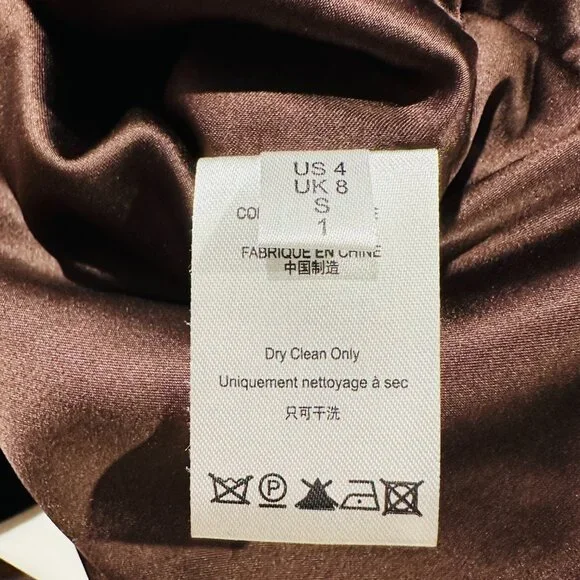 US 4
UK 8
S
1
FABRIQUE EN CHINE
中国制造
Dry Clean Only
Uniquement nettoyage à sec
只可干洗
P